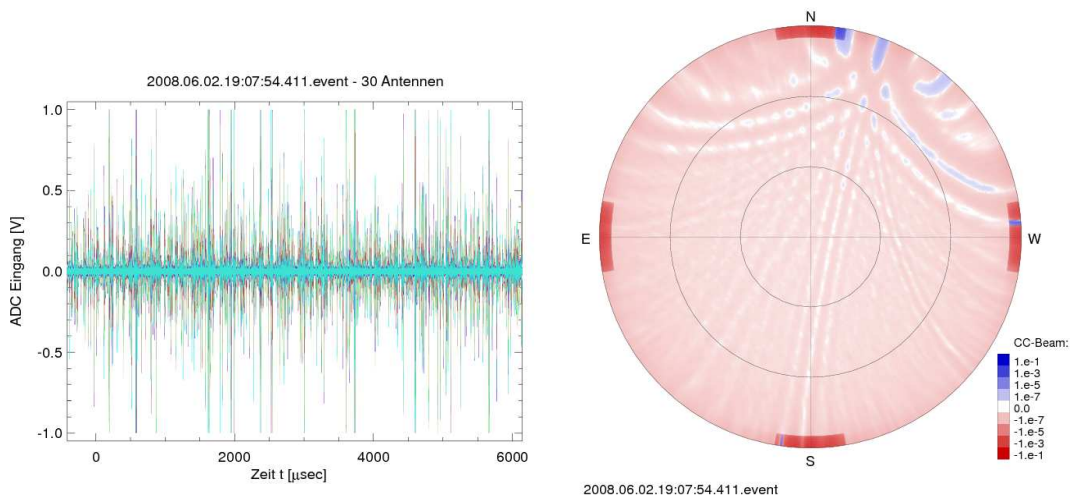 2008.06.02.19:07:54.411.event - 30 Antennen
1.0
0.5
0.0
-0.5
-1.0
ADC Eingang [V]
0
2000
4000
6000
Zeit t [μsec]
N
E
W
S
CC-Beam:
1.e-1
1.e-3
1.e-5
1.e-7
0.0
-1.e-7
-1.e-5
-1.e-3
-1.e-1
2008.06.02.19:07:54.411.event